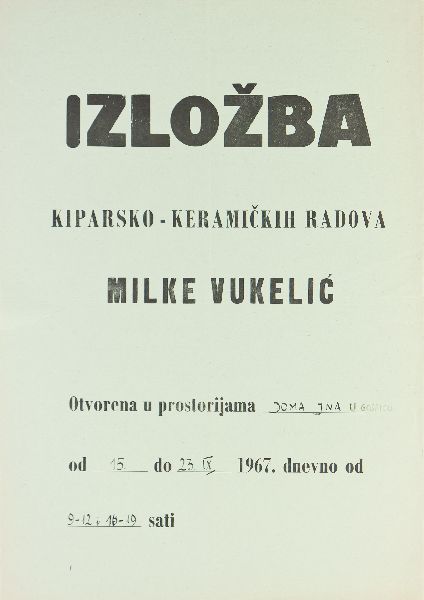 IZLOŽBA
KIPARSKO-KERAMIČKIH RADOVA
MILKE VUKELIĆ
Otvorena u prostorijama DOMA JNA U GOSPIĆU
od 15 do 23. IX 1967. dnevno od
9-12 i 16-19 sati